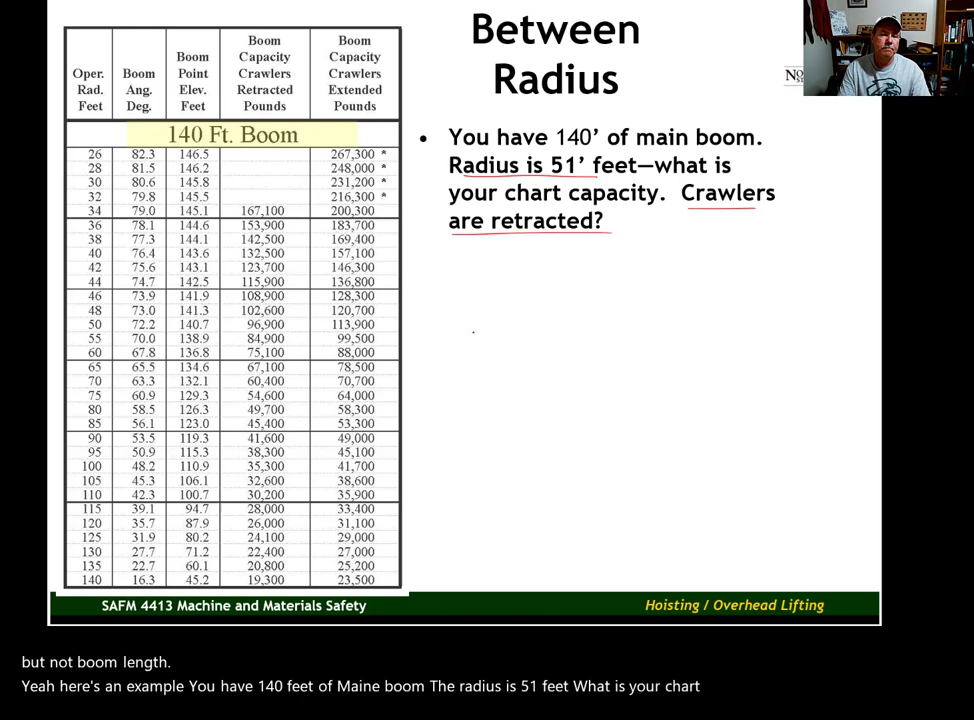 Between
Radius
Oper. Rad. Feet | Boom Ang. Deg. | Boom Point Elev. Feet | Boom Capacity Crawlers Retracted Pounds | Boom Capacity Crawlers Extended Pounds
140 Ft. Boom
26 82.3 146.5 267,300 *
28 81.5 146.2 248,000 *
30 80.6 145.8 231,200 *
32 79.8 145.5 216,300 *
34 79.0 145.1 167,100 200,300
36 78.1 144.6 153,900 183,700
38 77.3 144.1 142,500 169,400
40 76.4 143.6 132,500 157,100
42 75.6 143.1 123,700 146,300
44 74.7 142.5 115,900 136,800
46 73.9 141.9 108,900 128,300
48 73.0 141.3 102,600 120,700
50 72.2 140.7 96,900 113,900
55 70.0 138.9 84,900 99,500
60 67.8 136.8 75,100 88,000
65 65.5 134.6 67,100 78,500
70 63.3 132.1 60,400 70,700
75 60.9 129.3 54,600 64,000
80 58.5 126.3 49,700 58,300
85 56.1 123.0 45,400 53,300
90 53.5 119.3 41,600 49,000
95 50.9 115.3 38,300 45,100
100 48.2 110.9 35,300 41,700
105 45.3 106.1 32,600 38,600
110 42.3 100.7 30,200 35,900
115 39.1 94.7 28,000 33,400
120 35.7 87.9 26,000 31,100
125 31.9 80.2 24,100 29,000
130 27.7 71.2 22,400 27,000
135 22.7 60.1 20,800 25,200
140 16.3 45.2 19,300 23,500
• You have 140’ of main boom.
Radius is 51’ feet—what is
your chart capacity. Crawlers
are retracted?
SAFM 4413 Machine and Materials Safety
Hoisting / Overhead Lifting
but not boom length.
Yeah here's an example You have 140 feet of Maine boom The radius is 51 feet What is your chart